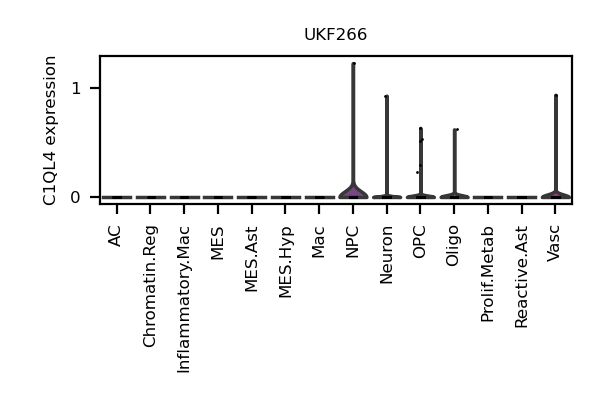 UKF266
C1QL4 expression
1
0
AC
Chromatin.Reg
Inflammatory.Mac
MES
MES.Ast
MES.Hyp
Mac
NPC
Neuron
OPC
Oligo
Prolif.Metab
Reactive.Ast
Vasc